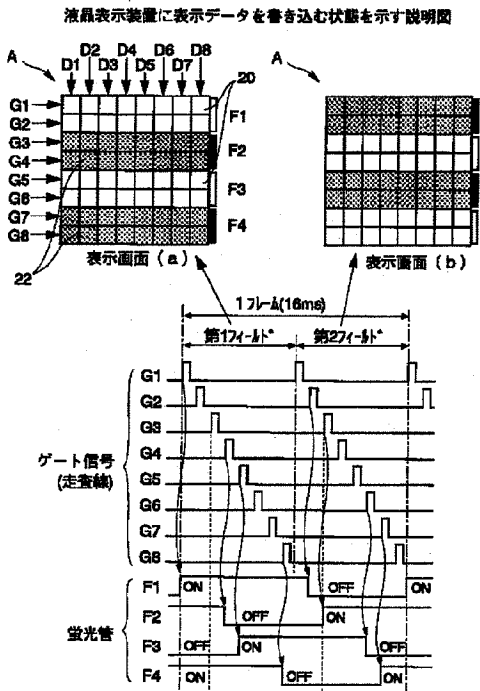 液晶表示装置に表示データを書き込む状態を示す説明図
A
D1 D2 D3 D4 D5 D6 D7 D8
20
G1
G2
G3
G4
G5
G6
G7
G8
F1
F2
F3
F4
22
表示画面(a)
A
表示画面(b)
1フレーム(16ms)
第1フィールド
第2フィールド
ゲート信号
(走査線)
G1
G2
G3
G4
G5
G6
G7
G8
蛍光管
F1 ON OFF ON
F2 OFF ON
F3 OFF ON OFF
F4 ON OFF ON